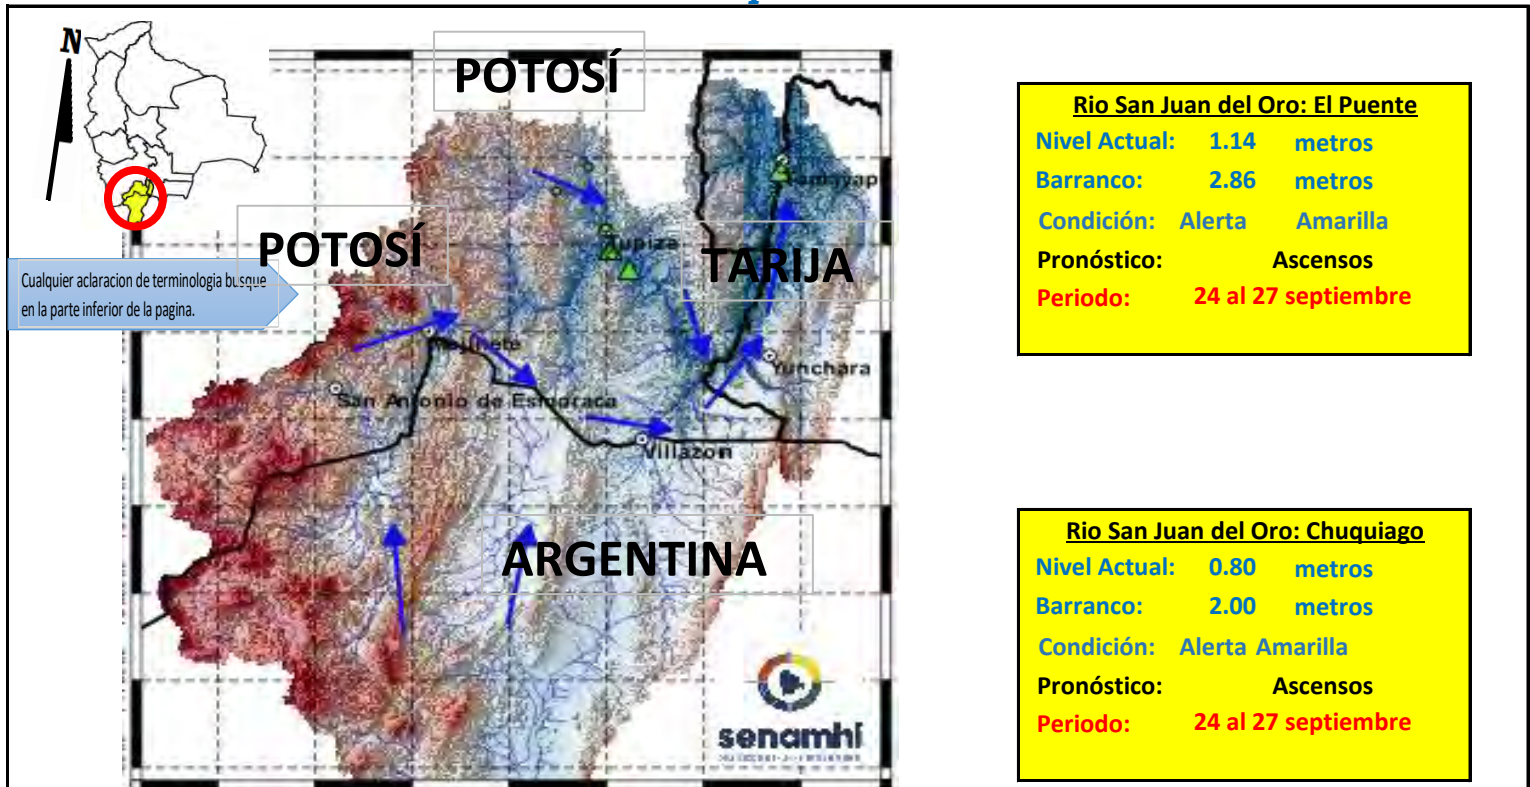 N
POTOSÍ
POTOSÍ
TARIJA
ARGENTINA
Cualquier aclaracion de terminologia busque
en la parte inferior de la pagina.
Tupiza
Yunchara
San Antonio de Esmoraca
Villazon
senamhi
Rio San Juan del Oro: El Puente
Nivel Actual: 1.14 metros
Barranco: 2.86 metros
Condición: Alerta Amarilla
Pronóstico: Ascensos
Periodo: 24 al 27 septiembre
Rio San Juan del Oro: Chuquiago
Nivel Actual: 0.80 metros
Barranco: 2.00 metros
Condición: Alerta Amarilla
Pronóstico: Ascensos
Periodo: 24 al 27 septiembre